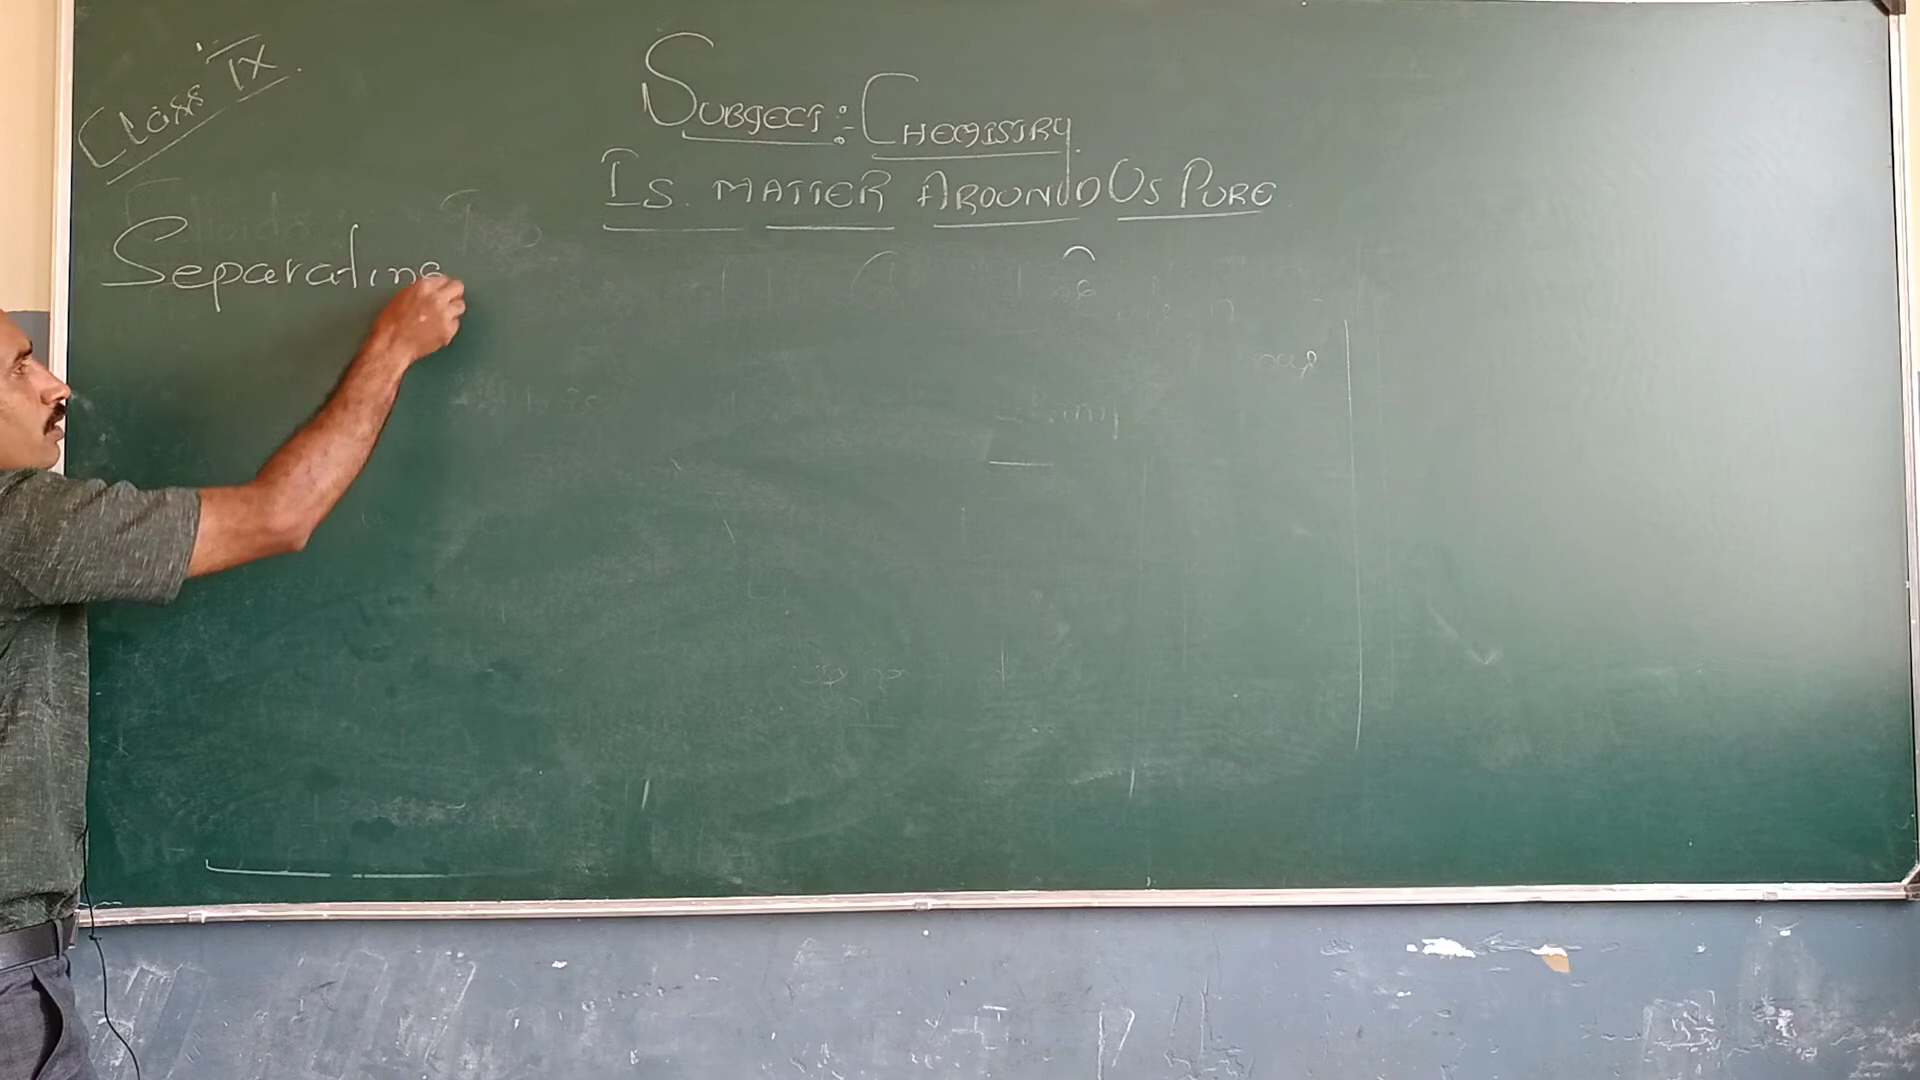 Class IX.
SUBJECT:- CHEMISTRY.
IS MATTER AROUND US PURE
Separating